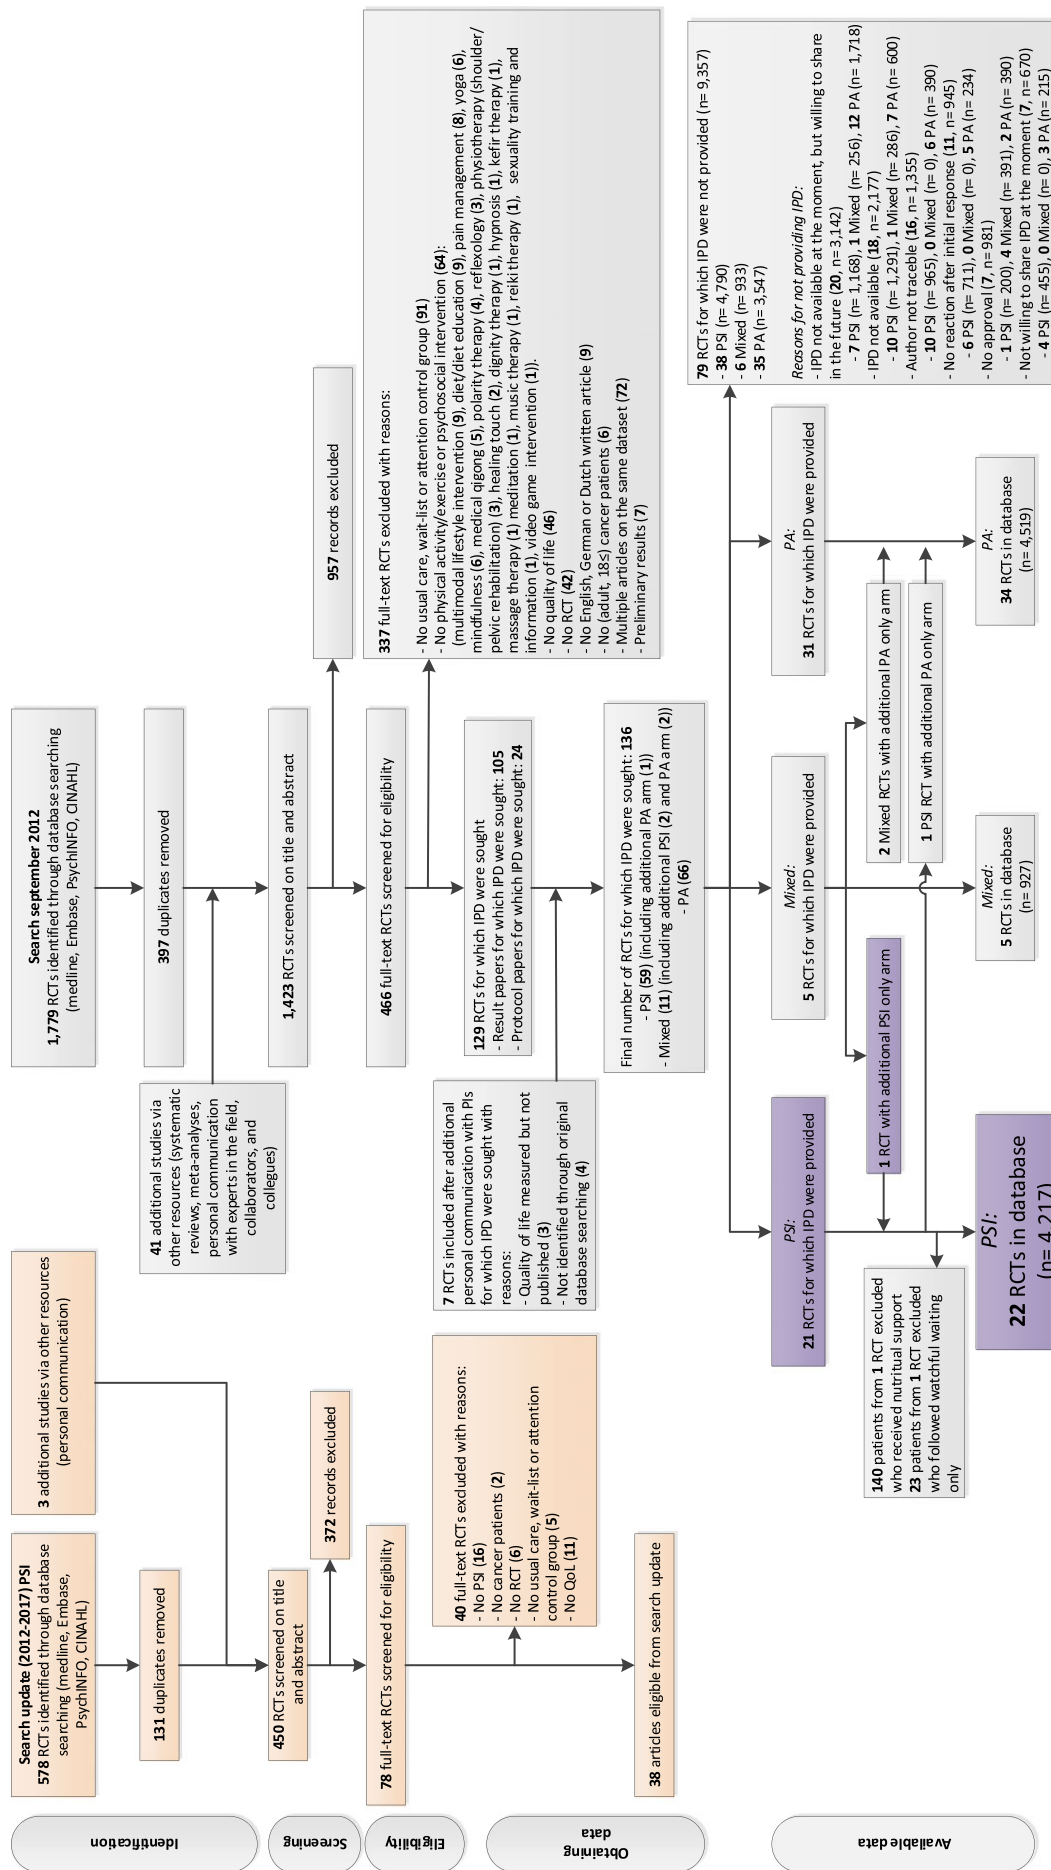 Identification
Screening
Eligibility
Obtaining
data
Available data
Search update (2012-2017) PSI
578 RCTs identified through database
searching (medline, Embase,
PsychINFO, CINAHL)
3 additional studies via other resources
(personal communication)
131 duplicates removed
450 RCTs screened on title
and abstract
372 records excluded
78 full-text RCTs screened for eligibility
40 full-text RCTs excluded with reasons:
- No PSI (16)
- No cancer patients (2)
- No RCT (6)
- No usual care, wait-list or attention
control group (5)
- No QoL (11)
38 articles eligible from search update
Search september 2012
1,779 RCTs identified through database searching
(medline, Embase, PsychINFO, CINAHL)
397 duplicates removed
41 additional studies via
other resources (systematic
reviews, meta-analyses,
personal communication
with experts in the field,
collaborators, and
collegues)
1,423 RCTs screened on title and abstract
957 records excluded
466 full-text RCTs screened for eligibility
337 full-text RCTs excluded with reasons:
- No usual care, wait-list or attention control group (91)
- No physical activity/exercise or psychosocial intervention (64):
(multimodal lifestyle intervention (9), diet/diet education (9), pain management (8), yoga (6),
mindfulness (6), medical qigong (5), polarity therapy (4), reflexology (3), physiotherapy (shoulder/
pelvic rehabilitation) (3), healing touch (2), dignity therapy (1), hypnosis (1), kefir therapy (1),
massage therapy (1) meditation (1), music therapy (1), reiki therapy (1), sexuality training and
information (1), video game intervention (1)).
- No quality of life (46)
- No RCT (42)
- No English, German or Dutch written article (9)
- No (adult, 18≤) cancer patients (6)
- Multiple articles on the same dataset (72)
- Preliminary results (7)
129 RCTs for which IPD were sought
- Result papers for which IPD were sought: 105
- Protocol papers for which IPD were sought: 24
7 RCTs included after additional
personal communication with PIs
for which IPD were sought with
reasons:
- Quality of life measured but not
published (3)
- Not identified through original
database searching (4)
Final number of RCTs for which IPD were sought: 136
- PSI (59) (including additional PA arm (1))
- Mixed (11) (including additional PSI (2) and PA arm (2))
- PA (66)
79 RCTs for which IPD were not provided (n= 9,357)
- 38 PSI (n= 4,790)
- 6 Mixed (n= 933)
- 35 PA (n= 3,547)
Reasons for not providing IPD:
- IPD not available at the moment, but willing to share
in the future (20, n= 3,142)
- 7 PSI (n= 1,168), 1 Mixed (n= 256), 12 PA (n= 1,718)
- IPD not available (18, n= 2,177)
- 10 PSI (n= 1,291), 1 Mixed (n= 286), 7 PA (n= 600)
- Author not traceble (16, n= 1,355)
- 10 PSI (n= 965), 0 Mixed (n= 0), 6 PA (n= 390)
- No reaction after initial response (11, n= 945)
- 6 PSI (n= 711), 0 Mixed (n= 0), 5 PA (n= 234)
- No approval (7, n= 981)
- 1 PSI (n= 200), 4 Mixed (n= 391), 2 PA (n= 390)
- Not willing to share IPD at the moment (7, n= 670)
- 4 PSI (n= 455), 0 Mixed (n= 0), 3 PA (n= 215)
PSI:
21 RCTs for which IPD were provided
Mixed:
5 RCTs for which IPD were provided
PA:
31 RCTs for which IPD were provided
1 RCT with additional PSI only arm
2 Mixed RCTs with additional PA only arm
1 PSI RCT with additional PA only arm
140 patients from 1 RCT excluded
who received nutritual support
23 patients from 1 RCT excluded
who followed watchful waiting
only
PSI:
22 RCTs in database
(n= 4,217)
Mixed:
5 RCTs in database
(n= 927)
PA:
34 RCTs in database
(n= 4,519)